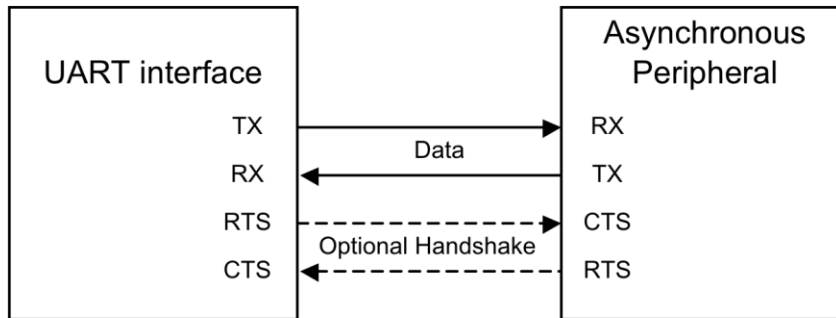 UART interface
Asynchronous
Peripheral
TX
RX
Data
RX
TX
RTS
CTS
Optional Handshake
CTS
RTS